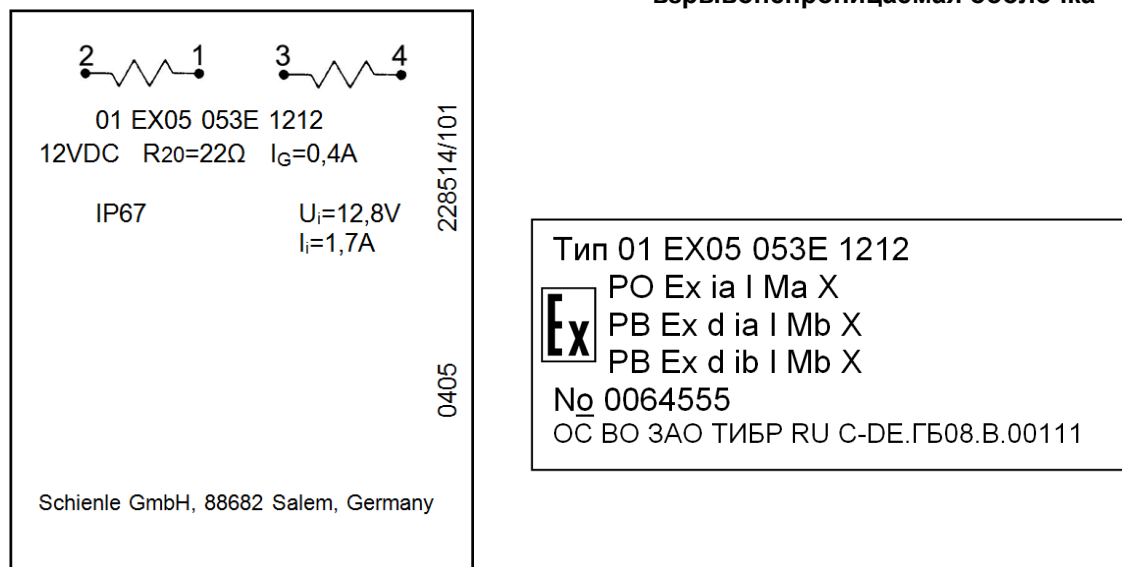 взрывонепроницаемая оболочка
2 1 3 4
01 EX05 053E 1212
12VDC R20=22Ω IG=0,4A
IP67 Ui=12,8V
Ii=1,7A
228514/101
0405
Schienle GmbH, 88682 Salem, Germany
Тип 01 EX05 053E 1212
Ex
РО Ex ia I Ma X
РВ Ex d ia I Mb X
РВ Ex d ib I Mb X
No 0064555
ОС ВО ЗАО ТИБР RU C-DE.ГБ08.В.00111